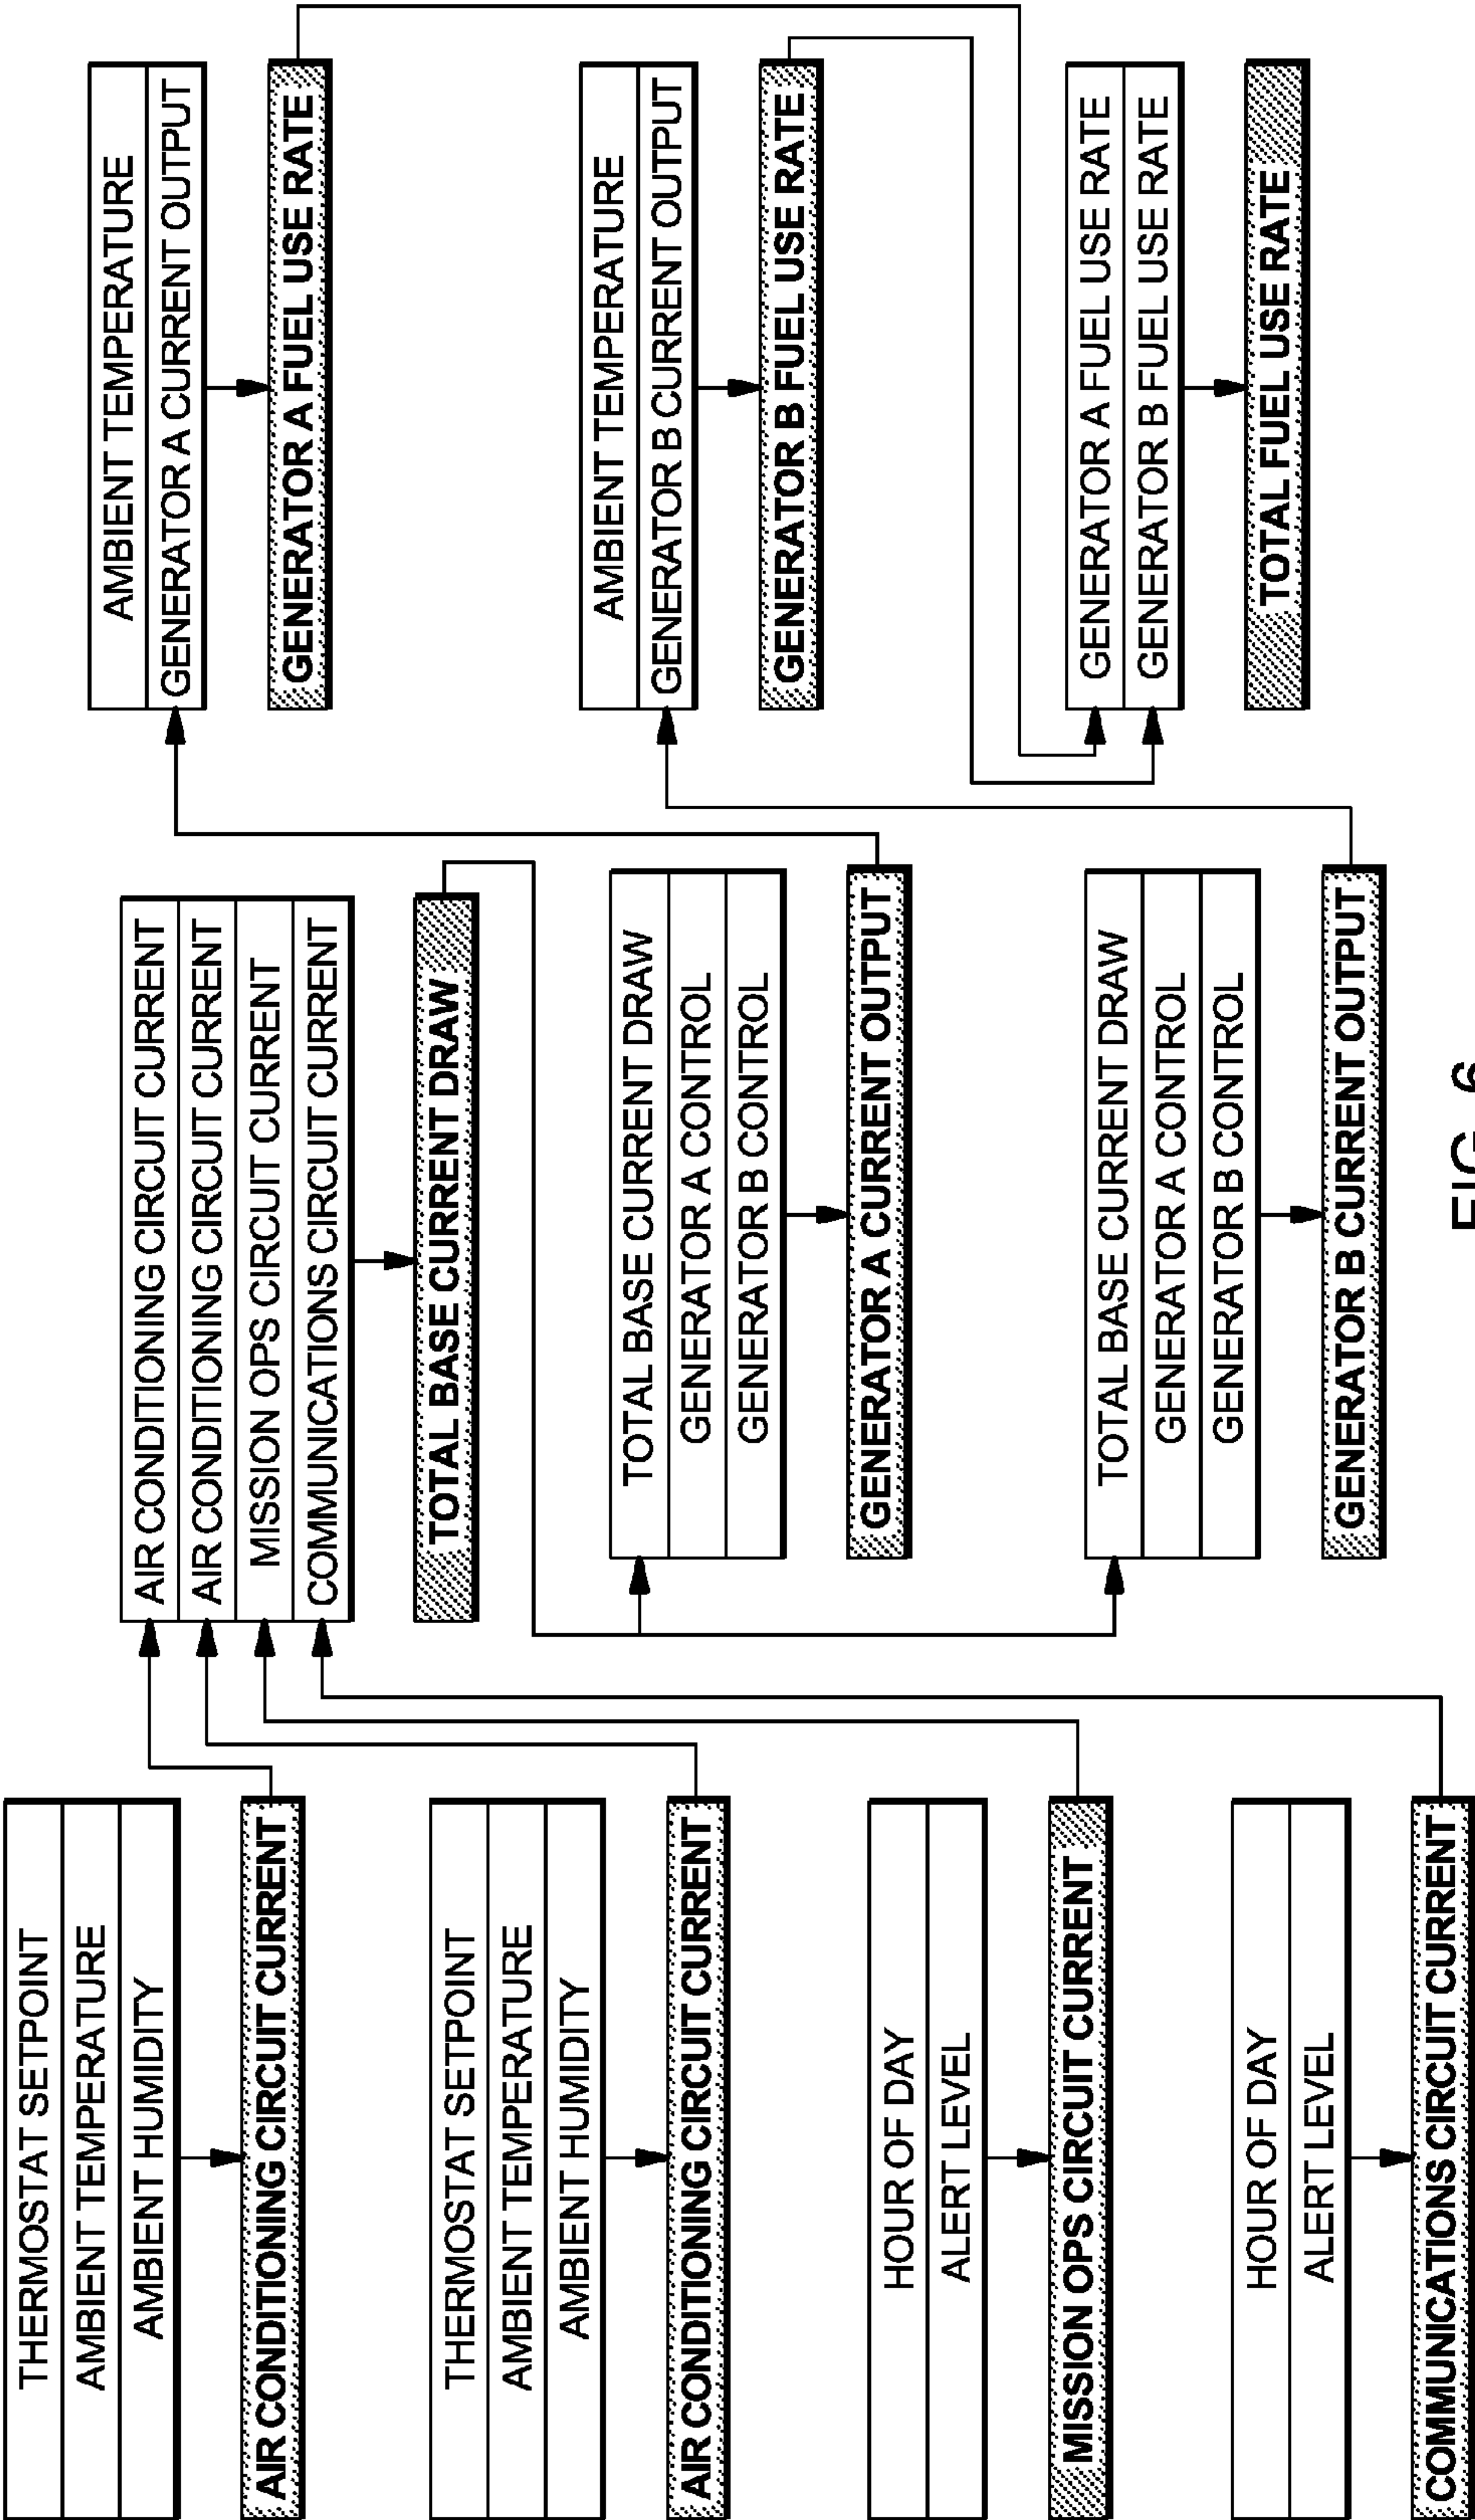 THERMOSTAT SETPOINT
AMBIENT TEMPERATURE
AMBIENT HUMIDITY
AIR CONDITIONING CIRCUIT CURRENT
THERMOSTAT SETPOINT
AMBIENT TEMPERATURE
AMBIENT HUMIDITY
AIR CONDITIONING CIRCUIT CURRENT
HOUR OF DAY
ALERT LEVEL
MISSION OPS CIRCUIT CURRENT
HOUR OF DAY
ALERT LEVEL
COMMUNICATIONS CIRCUIT CURRENT
AIR CONDITIONING CIRCUIT CURRENT
AIR CONDITIONING CIRCUIT CURRENT
MISSION OPS CIRCUIT CURRENT
COMMUNICATIONS CIRCUIT CURRENT
TOTAL BASE CURRENT DRAW
TOTAL BASE CURRENT DRAW
GENERATOR A CONTROL
GENERATOR B CONTROL
GENERATOR A CURRENT OUTPUT
TOTAL BASE CURRENT DRAW
GENERATOR A CONTROL
GENERATOR B CONTROL
GENERATOR B CURRENT OUTPUT
AMBIENT TEMPERATURE
GENERATOR A CURRENT OUTPUT
GENERATOR A FUEL USE RATE
AMBIENT TEMPERATURE
GENERATOR B CURRENT OUTPUT
GENERATOR B FUEL USE RATE
GENERATOR A FUEL USE RATE
GENERATOR B FUEL USE RATE
TOTAL FUEL USE RATE
FIG. 6